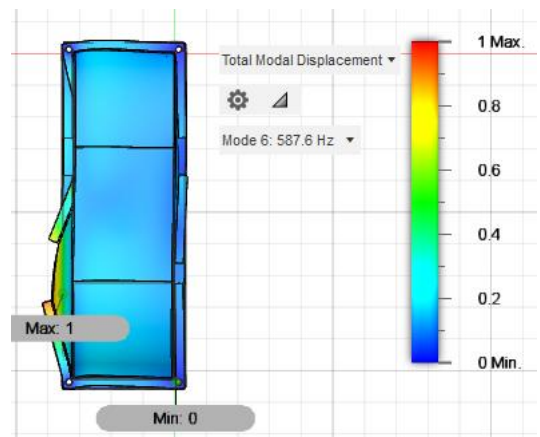 Total Modal Displacement
Mode 6: 587.6 Hz
1 Max.
0.8
0.6
0.4
0.2
0 Min.
Max: 1
Min: 0